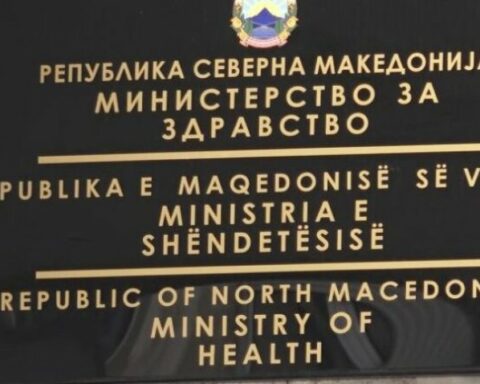 РЕПУБЛИКА СЕВЕРНА МАКЕДОНИЈА
МИНИСТЕРСТВО ЗА
ЗДРАВСТВО
PUBLIKA E MAQEDONISË SË V
MINISTRIA E
SHËNDETËSISË
REPUBLIC OF NORTH MACEDON
MINISTRY OF
HEALTH